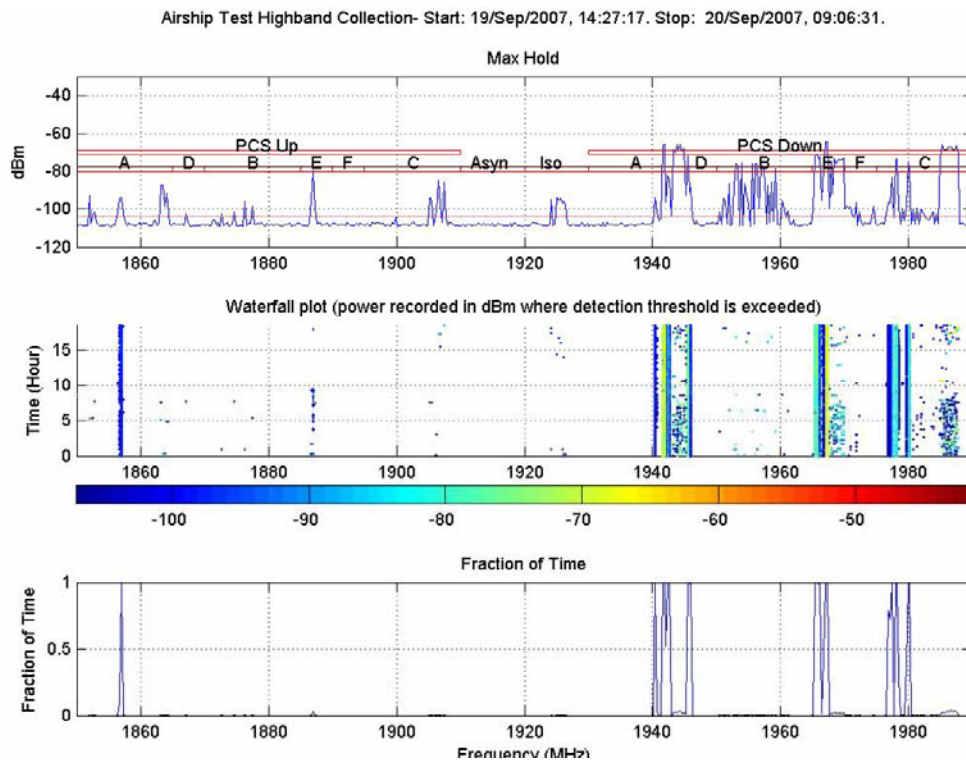 Airship Test Highband Collection- Start: 19/Sep/2007, 14:27:17. Stop: 20/Sep/2007, 09:06:31.
Max Hold
dBm
-40
-60
-80
-100
-120
PCS Up
PCS Down
A D B E F C Asyn Iso A D B E F C
1860 1880 1900 1920 1940 1960 1980
Waterfall plot (power recorded in dBm where detection threshold is exceeded)
Time (Hour)
15
10
5
0
1860 1880 1900 1920 1940 1960 1980
-100 -90 -80 -70 -60 -50
Fraction of Time
Fraction of Time
1
0.5
0
1860 1880 1900 1920 1940 1960 1980
Frequency (MHz)